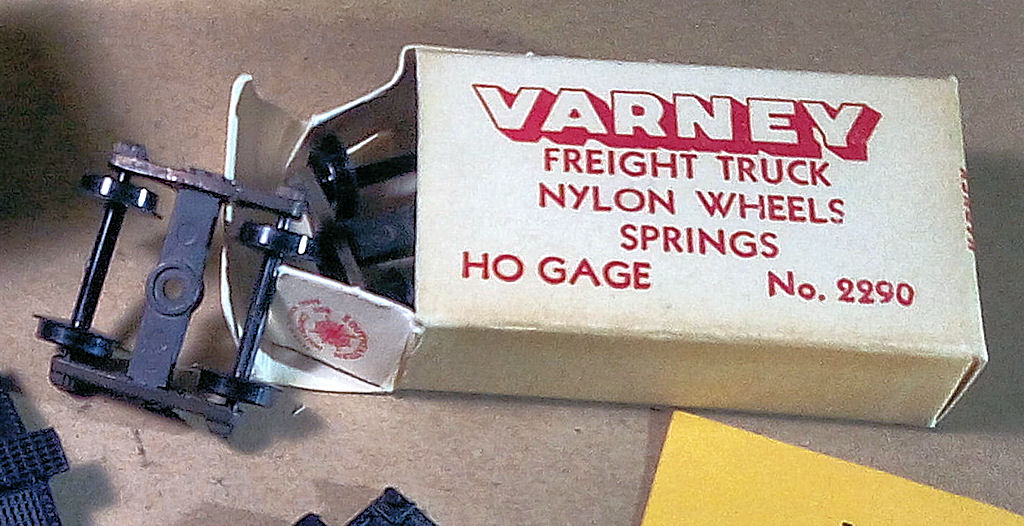 VARNEY
FREIGHT TRUCK
NYLON WHEELS
SPRINGS
HO GAGE No. 2290